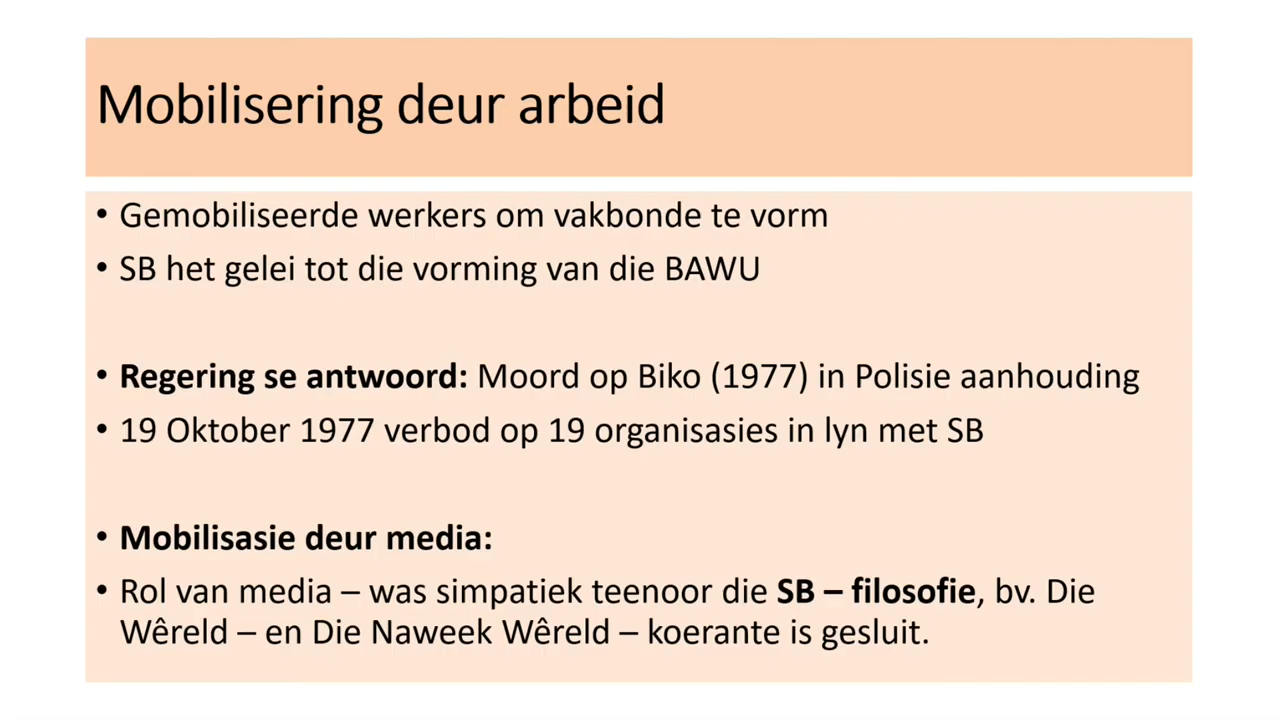 Mobilisering deur arbeid
• Gemobiliseerde werkers om vakbonde te vorm
• SB het gelei tot die vorming van die BAWU
• Regering se antwoord: Moord op Biko (1977) in Polisie aanhouding
• 19 Oktober 1977 verbod op 19 organisasies in lyn met SB
• Mobilisasie deur media:
• Rol van media – was simpatiek teenoor die SB – filosofie, bv. Die
Wêreld – en Die Naweek Wêreld – koerante is gesluit.